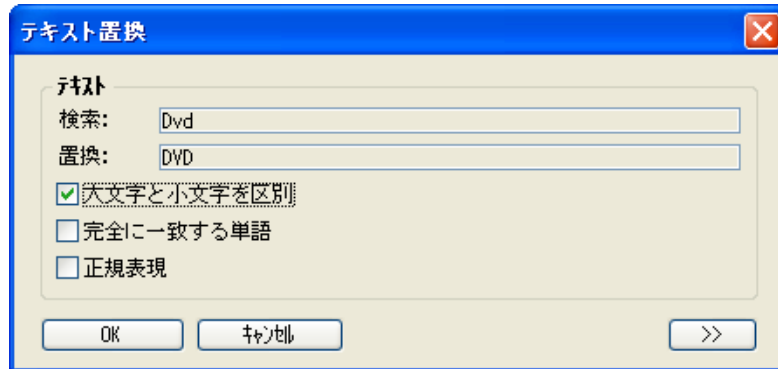 テキスト置換
テキスト
検索: Dvd
置換: DVD
大文字と小文字を区別
完全に一致する単語
正規表現
OK キャンセル >>